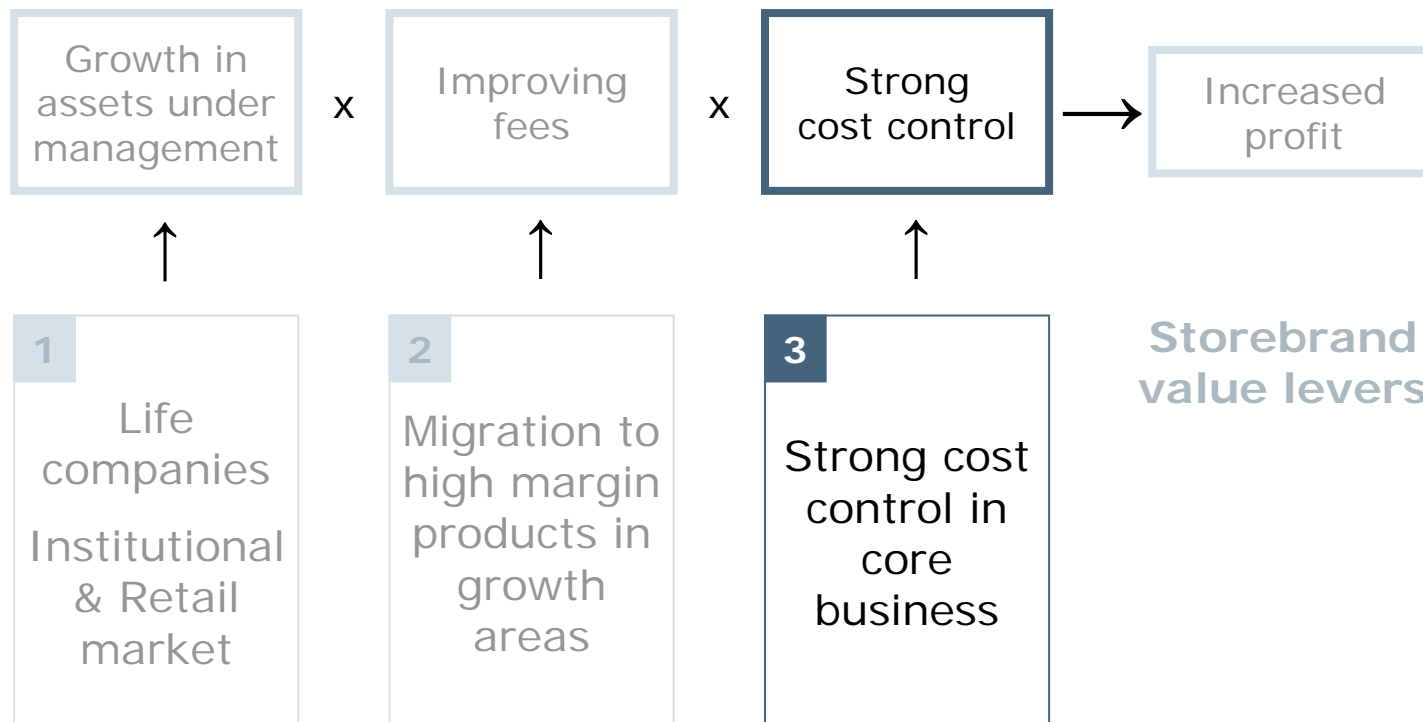 Growth in
assets under
management
x
Improving
fees
x
Strong
cost control
→
Increased
profit
↑
↑
↑
1
Life
companies
Institutional
& Retail
market
2
Migration to
high margin
products in
growth
areas
3
Strong cost
control in
core
business
Storebrand
value levers